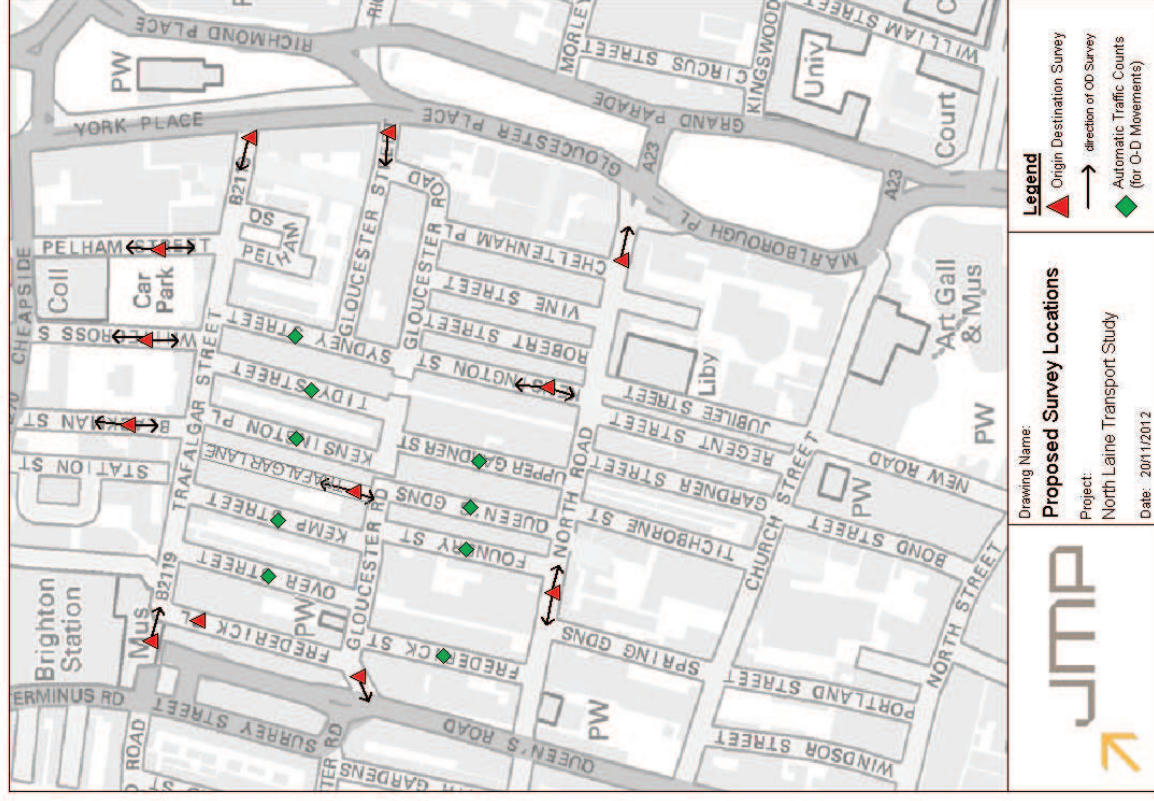 RICHMOND PLACE
PW
YORK PLACE
MORLEY
CIRCUS STREET
KINGSWOOD
WILLIAM STREET
Univ
Court
GRAND PARADE
GLOUCESTER PLACE
A23
A23
MARLBOROUGH PL
CHEAPSIDE
PELHAM STREET
Coll
Car
Park
PELHAM
SQ
GLOUCESTER STREET
GLOUCESTER ROAD
CHELTENHAM PL
VINE STREET
ROBERT STREET
SYDNEY STREET
TIDY STREET
KENSINGTON PL
TRAFALGAR LANE
TRAFALGAR STREET
STATION ST
KEMP STREET
OVER STREET
FREDERICK PL
PW
GLOUCESTER RD
UPPER GARDNER ST
QUEEN'S GDNS
FOUNDRY ST
FREDERICK ST
NORTH ROAD
Liby
JUBILEE STREET
REGENT STREET
GARDNER STREET
TICHBORNE ST
CHURCH STREET
SPRING GDNS
Art Gall
& Mus
PW
NEW ROAD
PW
BOND STREET
NORTH STREET
PORTLAND STREET
WINDSOR STREET
PW
QUEEN'S ROAD
Brighton
Station
Mus
B2119
ERMINUS RD
SURREY STREET
ROAD
TER RD
GARDENS
Legend
Origin Destination Survey
direction of OD Survey
Automatic Traffic Counts
(for O-D Movements)
Drawing Name:
Proposed Survey Locations
Project:
North Laine Transport Study
Date: 20/11/2012
JMP